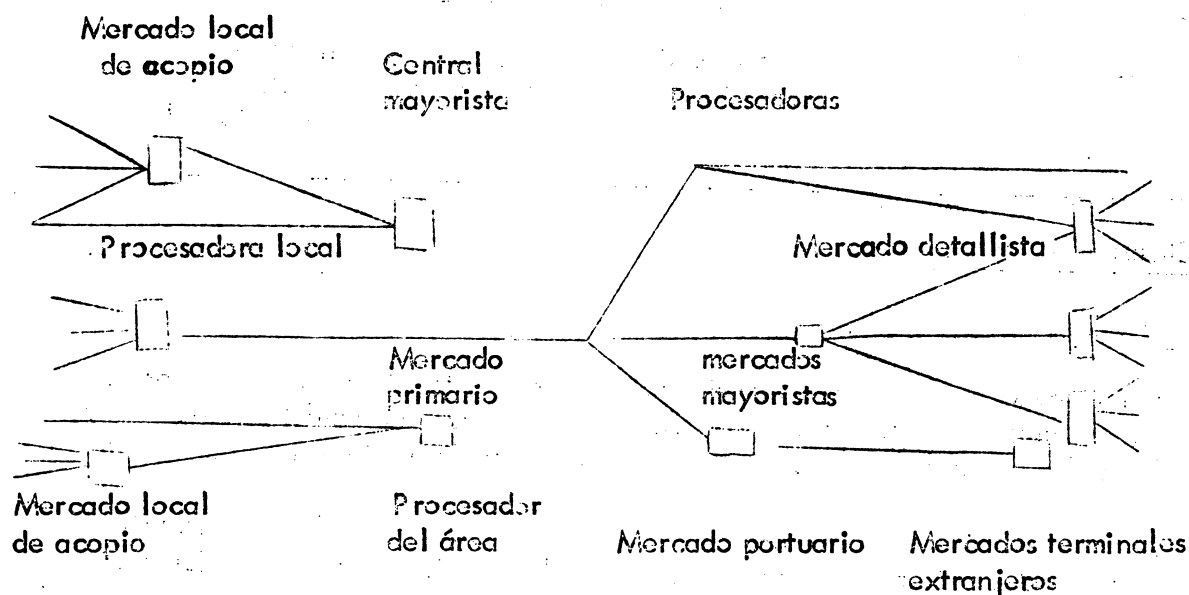 Mercado local
de acopio
Central
mayorista
Procesadoras
Procesadora local
Mercado detallista
Mercado
primario
mercados
mayoristas
Mercado local
de acopio
Procesador
del área
Mercado portuario
Mercados terminales
extranjeros